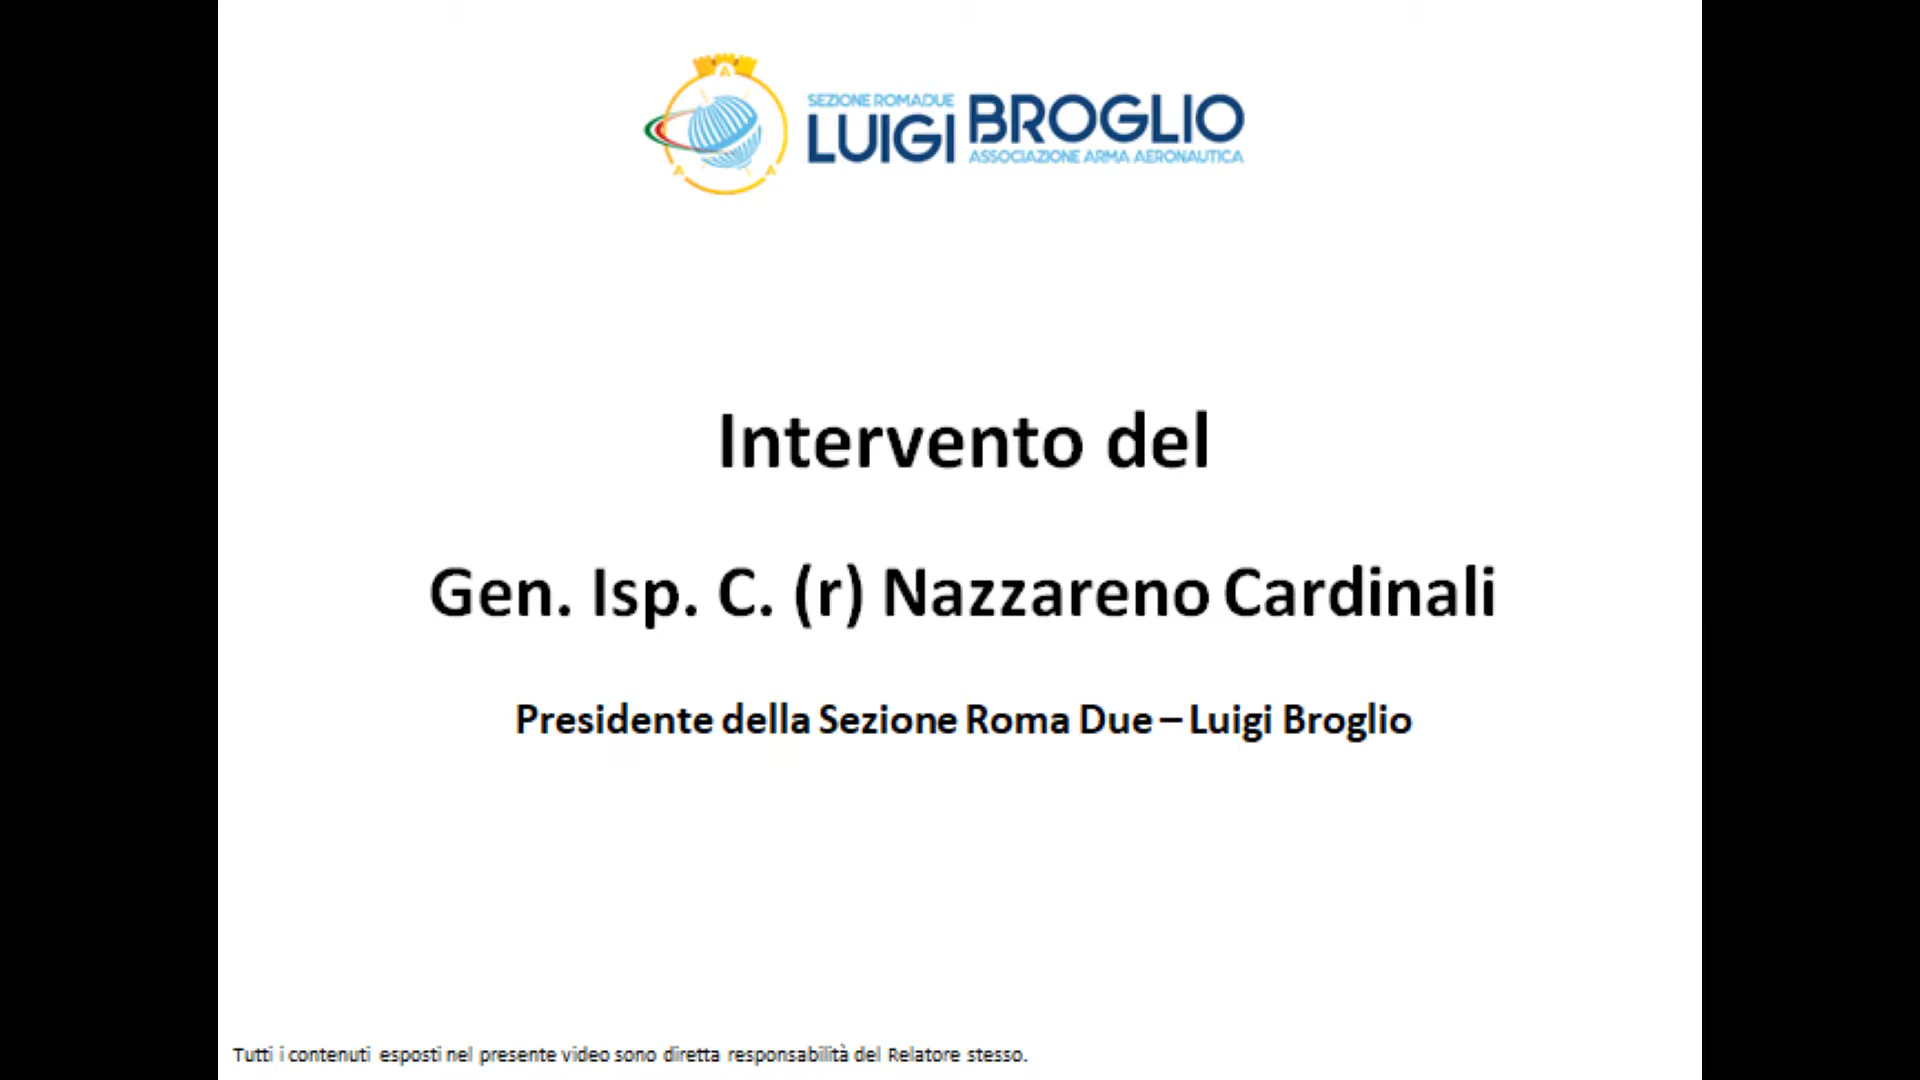 SEZIONE ROMADUE
LUIGI BROGLIO
ASSOCIAZIONE ARMA AERONAUTICA
Intervento del
Gen. Isp. C. (r) Nazzareno Cardinali
Presidente della Sezione Roma Due – Luigi Broglio
Tutti i contenuti esposti nel presente video sono diretta responsabilità del Relatore stesso.